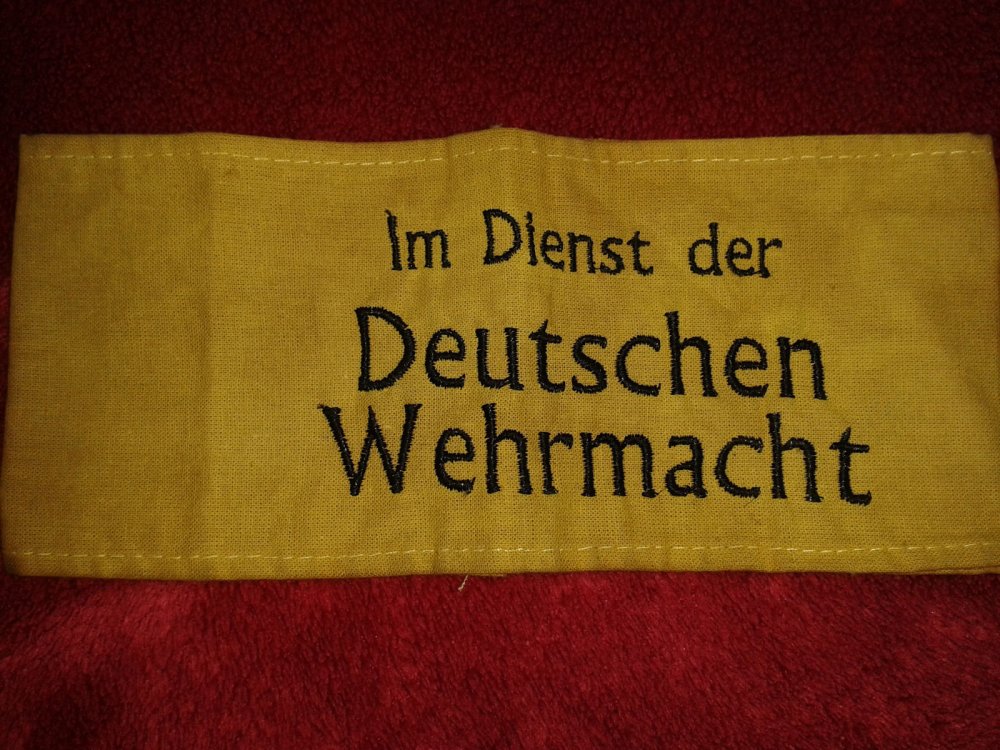 Im Dienst der
Deutschen
Wehrmacht